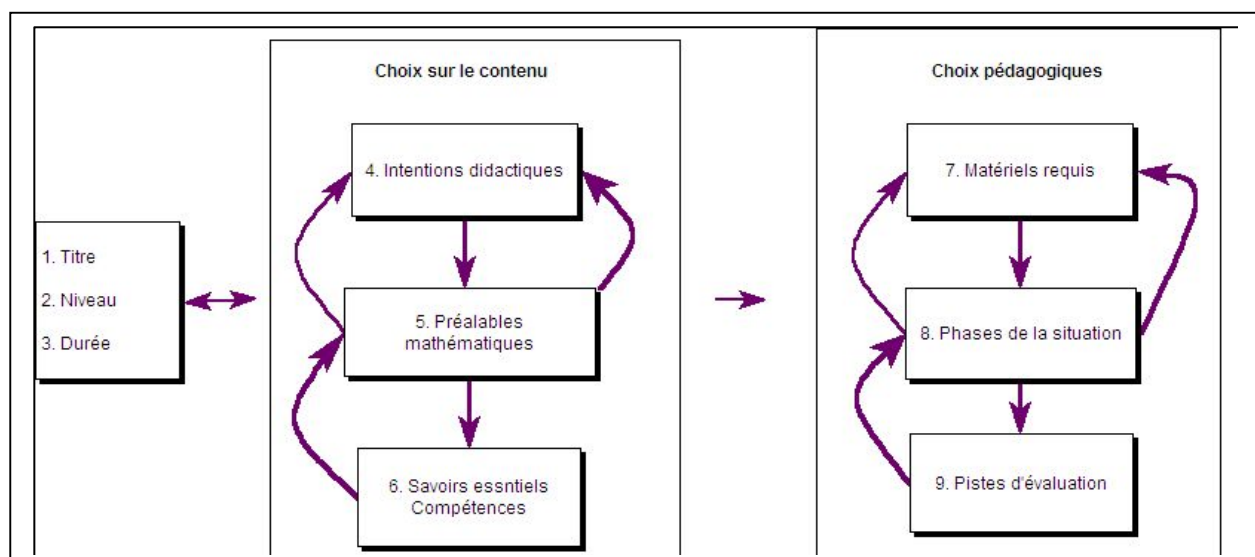 Choix sur le contenu
Choix pédagogiques
1. Titre
2. Niveau
3. Durée
4. Intentions didactiques
5. Préalables
mathématiques
6. Savoirs essntiels
Compétences
7. Matériels requis
8. Phases de la situation
9. Pistes d'évaluation